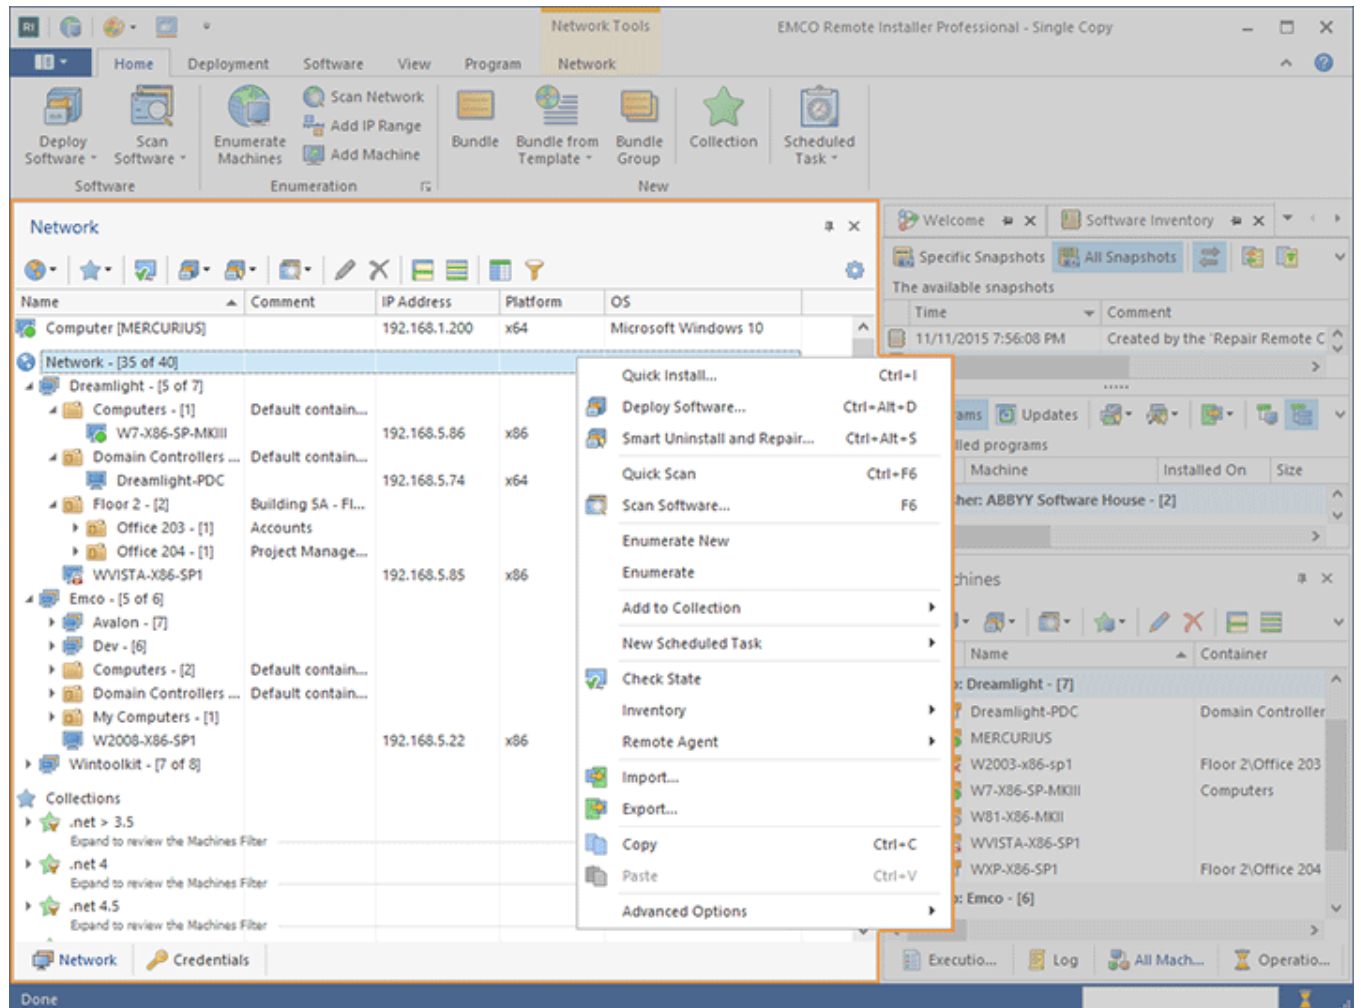 RI
Network Tools
EMCO Remote Installer Professional - Single Copy
Home Deployment Software View Program Network
Deploy Software
Scan Software
Enumerate Machines
Scan Network
Add IP Range
Add Machine
Bundle
Bundle from Template
Bundle Group
Collection
Scheduled Task
Software Enumeration New
Network
Name Comment IP Address Platform OS
Computer [MERCURIUS] 192.168.1.200 x64 Microsoft Windows 10
Network - [35 of 40]
Dreamlight - [5 of 7]
Computers - [1] Default contain...
W7-X86-SP-MKIII 192.168.5.86 x86
Domain Controllers ... Default contain...
Dreamlight-PDC 192.168.5.74 x64
Floor 2 - [2] Building 5A - Fl...
Office 203 - [1] Accounts
Office 204 - [1] Project Manage...
WVISTA-X86-SP1 192.168.5.85 x86
Emco - [5 of 6]
Avalon - [7]
Dev - [6]
Computers - [2] Default contain...
Domain Controllers ... Default contain...
My Computers - [1]
W2008-X86-SP1 192.168.5.22 x86
Wintoolkit - [7 of 8]
Collections
.net > 3.5
Expand to review the Machines Filter
.net 4
Expand to review the Machines Filter
.net 4.5
Expand to review the Machines Filter
Network Credentials
Quick Install... Ctrl+I
Deploy Software... Ctrl+Alt+D
Smart Uninstall and Repair... Ctrl+Alt+S
Quick Scan Ctrl+F6
Scan Software... F6
Enumerate New
Enumerate
Add to Collection
New Scheduled Task
Check State
Inventory
Remote Agent
Import...
Export...
Copy Ctrl+C
Paste Ctrl+V
Advanced Options
Welcome Software Inventory
Specific Snapshots All Snapshots
The available snapshots
Time Comment
11/11/2015 7:56:08 PM Created by the 'Repair Remote C
ams Updates
lled programs
Machine Installed On Size
her: ABBYY Software House - [2]
chines
Name Container
: Dreamlight - [7]
Dreamlight-PDC Domain Controller
MERCURIUS
W2003-x86-sp1 Floor 2\Office 203
W7-X86-SP-MKIII Computers
W81-X86-MKII
WVISTA-X86-SP1
WXP-X86-SP1 Floor 2\Office 204
: Emco - [6]
Executio... Log All Mach... Operatio...
Done